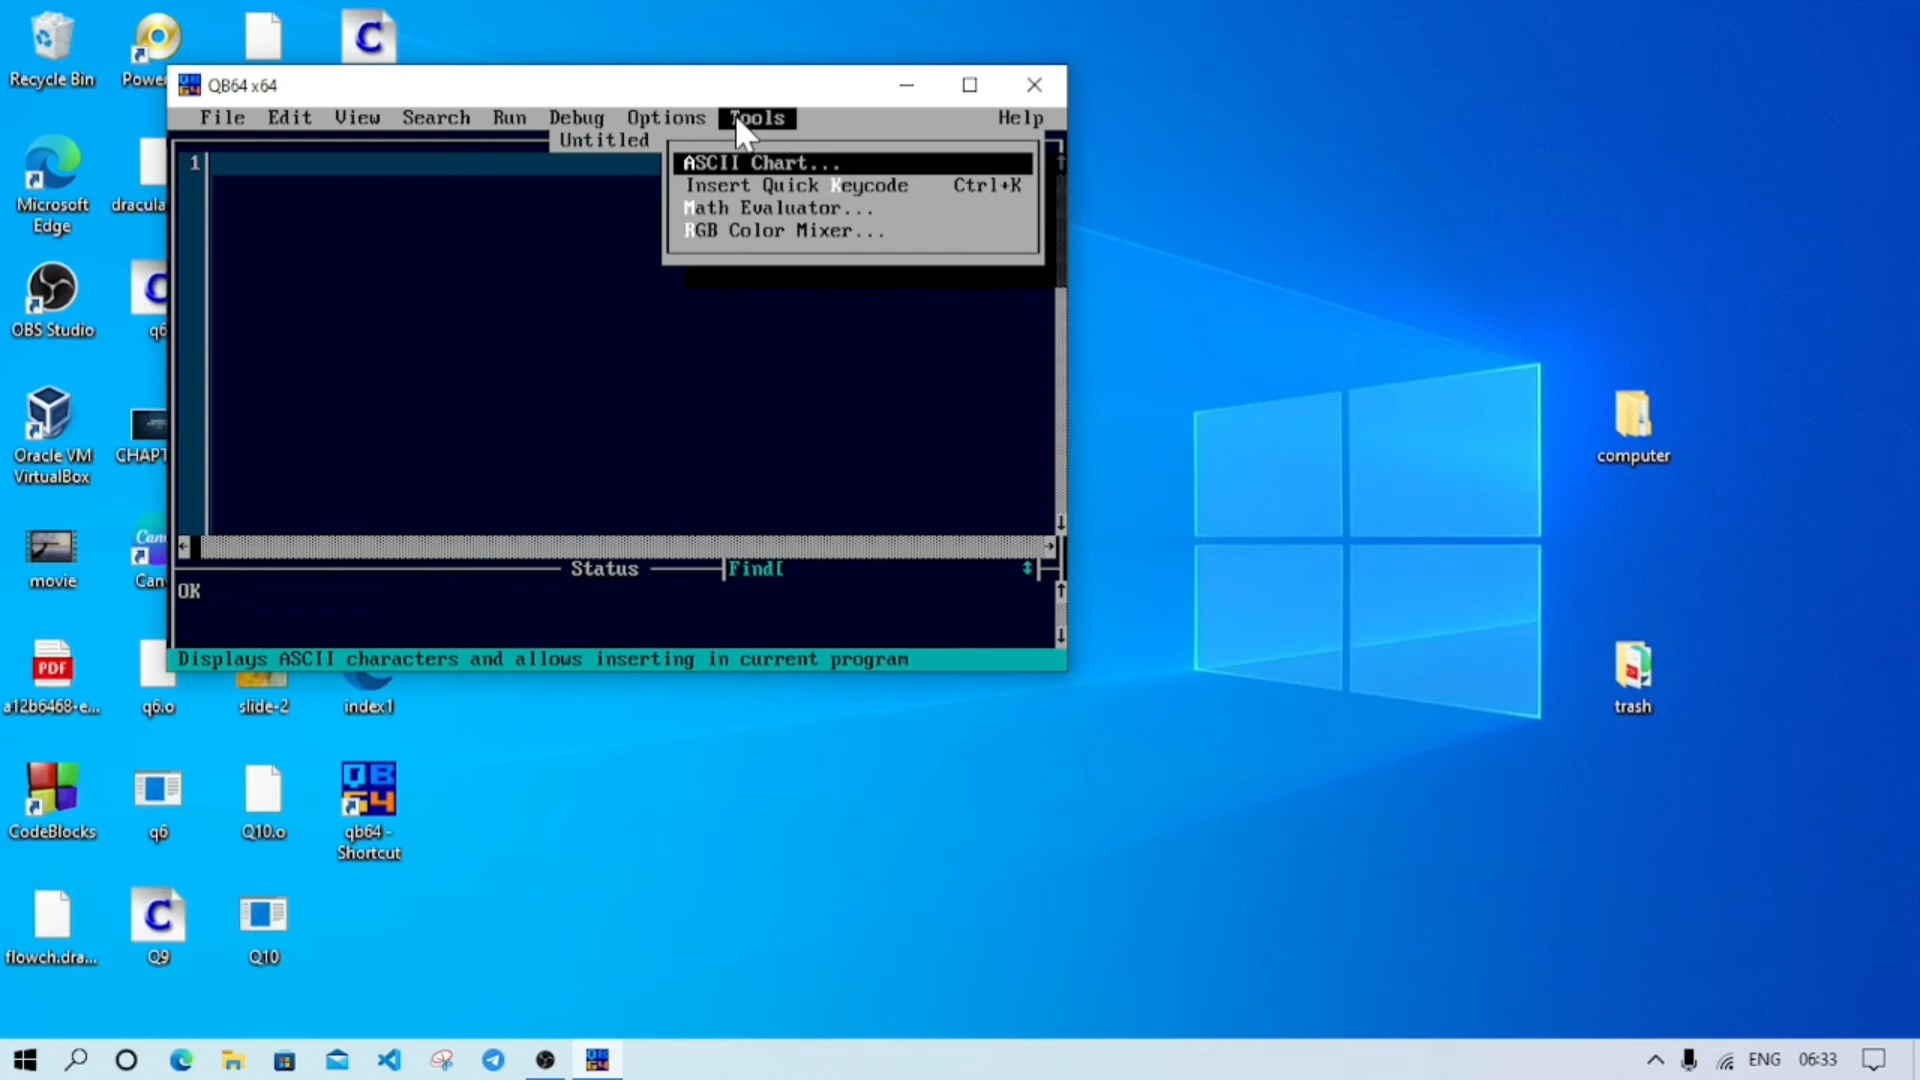 QB64 x64
File Edit View Search Run Debug Options Tools Help
Untitled
1
ASCII Chart...
Insert Quick Keycode Ctrl+K
Math Evaluator...
RGB Color Mixer...
Status
Find[
OK
Displays ASCII characters and allows inserting in current program
Recycle Bin
Power
Microsoft Edge
dracula
OBS Studio
q6
Oracle VM VirtualBox
CHAPT
movie
Can
a12b6468-e...
q6.o
slide-2
index1
CodeBlocks
q6
Q10.o
qb64 - Shortcut
flowch.dra...
Q9
Q10
computer
trash
PDF
ENG 06:33